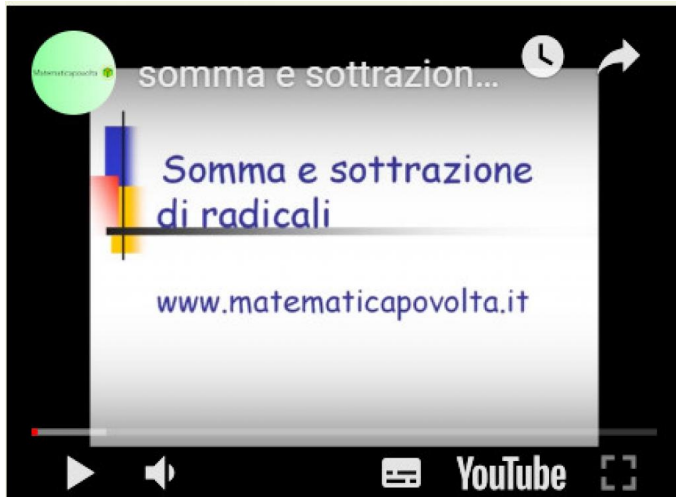 Matematicapovolta
somma e sottrazion...
Somma e sottrazione
di radicali
www.matematicapovolta.it
YouTube